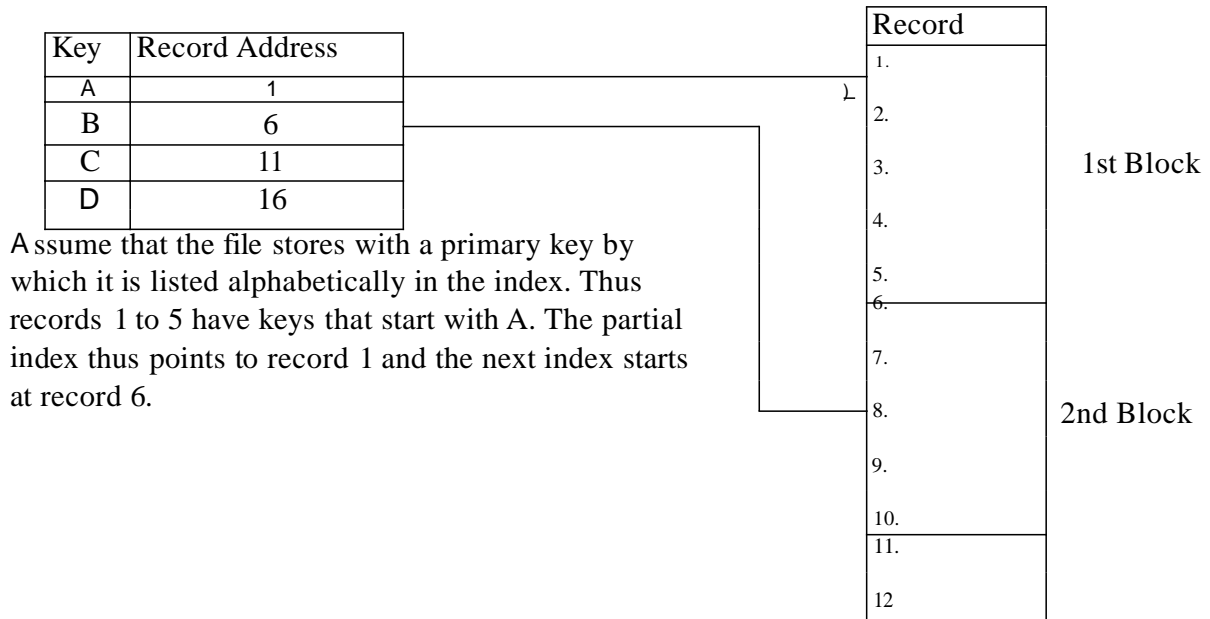 Key Record Address
A 1
B 6
C 11
D 16
Assume that the file stores with a primary key by
which it is listed alphabetically in the index. Thus
records 1 to 5 have keys that start with A. The partial
index thus points to record 1 and the next index starts
at record 6.
Record
1.
2.
3.
4.
5.
6.
7.
8.
9.
10.
11.
12
1st Block
2nd Block